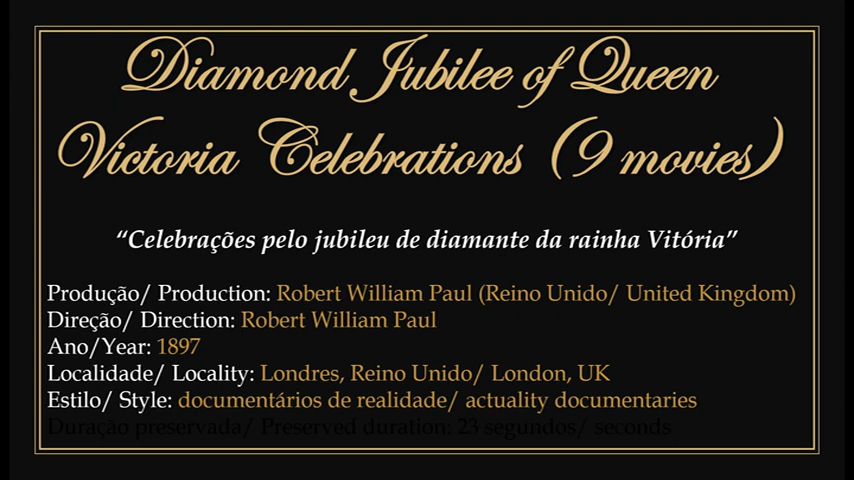 Diamond Jubilee of Queen
Victoria Celebrations (9 movies)
“Celebrações pelo jubileu de diamante da rainha Vitória”
Produção/ Production: Robert William Paul (Reino Unido/ United Kingdom)
Direção/ Direction: Robert William Paul
Ano/Year: 1897
Localidade/ Locality: Londres, Reino Unido/ London, UK
Estilo/ Style: documentários de realidade/ actuality documentaries
Duração preservada/ Preserved duration: 23 segundos/ seconds